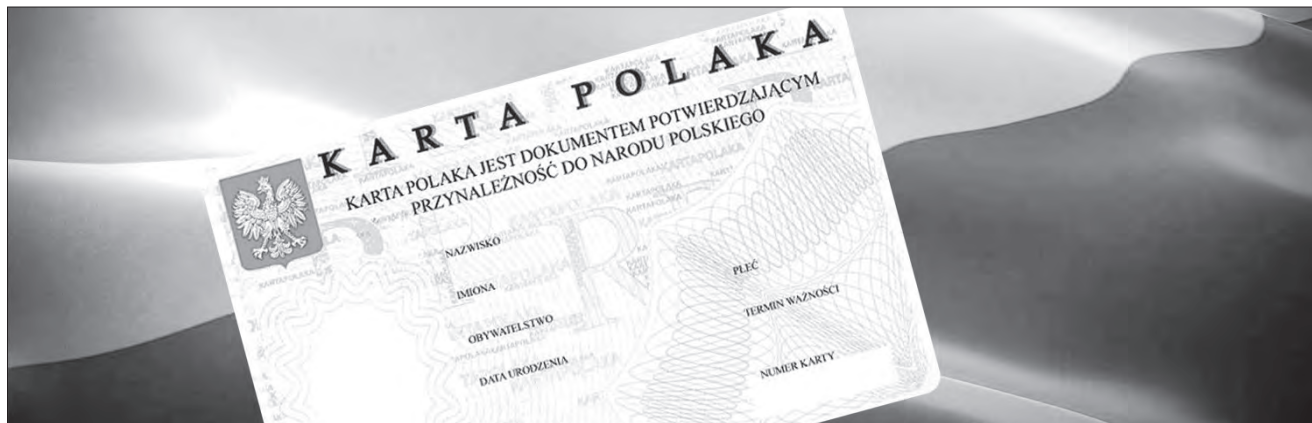 KARTA POLAKA
KARTA POLAKA JEST DOKUMENTEM POTWIERDZAJĄCYM
PRZYNALEŻNOŚĆ DO NARODU POLSKIEGO
NAZWISKO
IMIONA
OBYWATELSTWO
DATA URODZENIA
PŁEĆ
TERMIN WAŻNOŚCI
NUMER KARTY